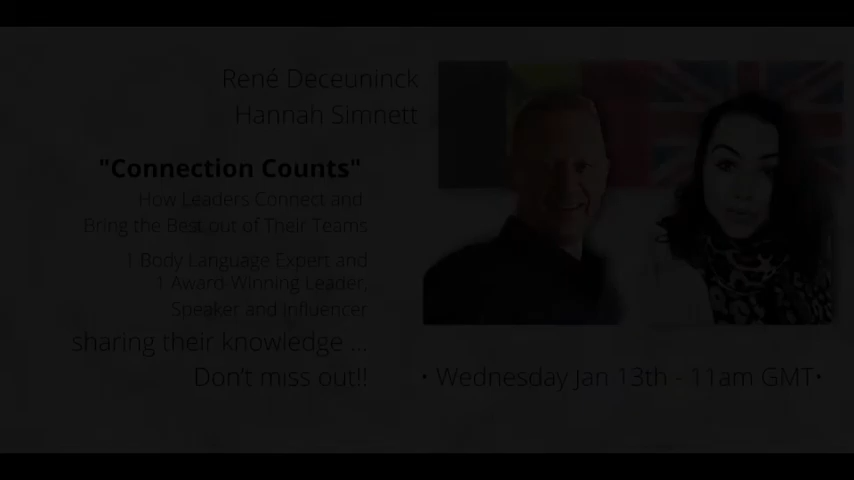 René Deceuninck
Hannah Simnett
"Connection Counts"
How Leaders Connect and
Bring the Best out of Their Teams
1 Body Language Expert and
1 Award-Winning Leader,
Speaker and Influencer
sharing their knowledge ...
Don't miss out!!
• Wednesday Jan 13th - 11am GMT•